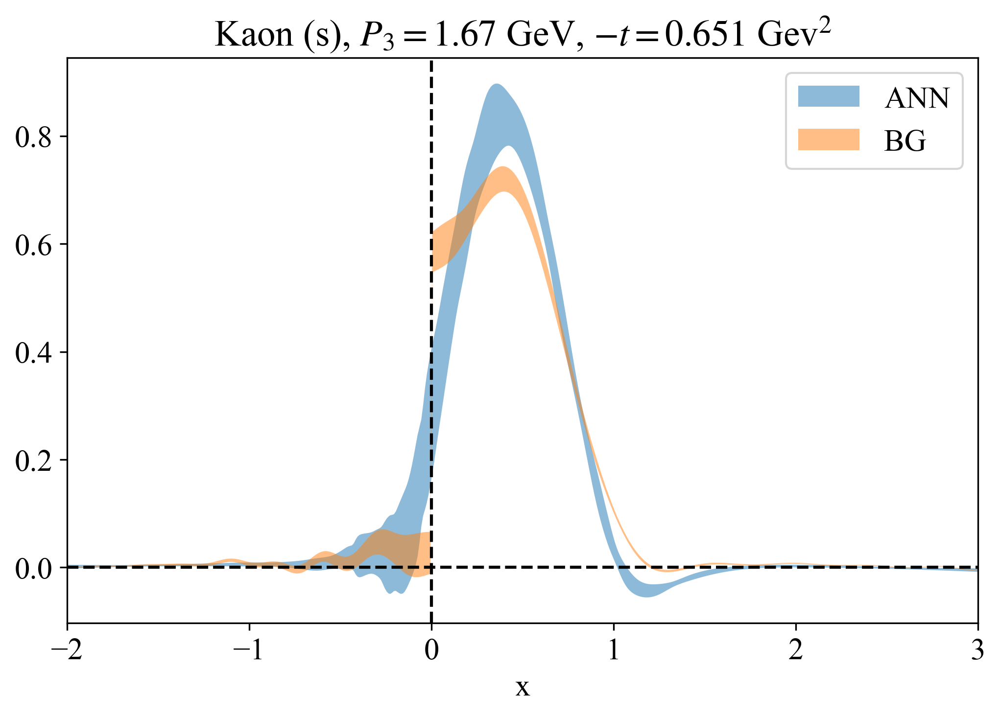 Kaon (s), P₃ = 1.67 GeV, −t = 0.651 Gev²
ANN
BG
0.8
0.6
0.4
0.2
0.0
−2 −1 0 1 2 3
x